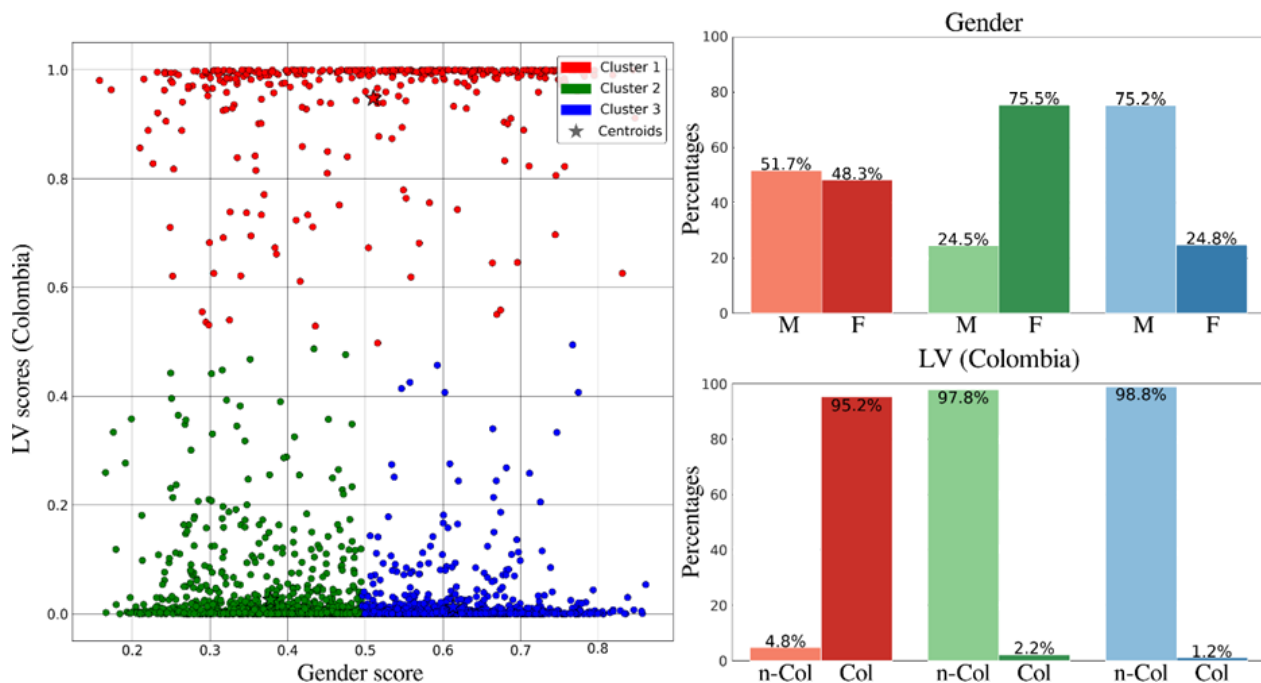 LV scores (Colombia)
1.0
0.8
0.6
0.4
0.2
0.0
0.2 0.3 0.4 0.5 0.6 0.7 0.8
Gender score
Cluster 1
Cluster 2
Cluster 3
Centroids
Gender
Percentages
100
80
60
40
20
0
51.7% 48.3% 24.5% 75.5% 75.2% 24.8%
M F M F M F
LV (Colombia)
Percentages
100
80
60
40
20
0
4.8% 95.2% 97.8% 2.2% 98.8% 1.2%
n-Col Col n-Col Col n-Col Col